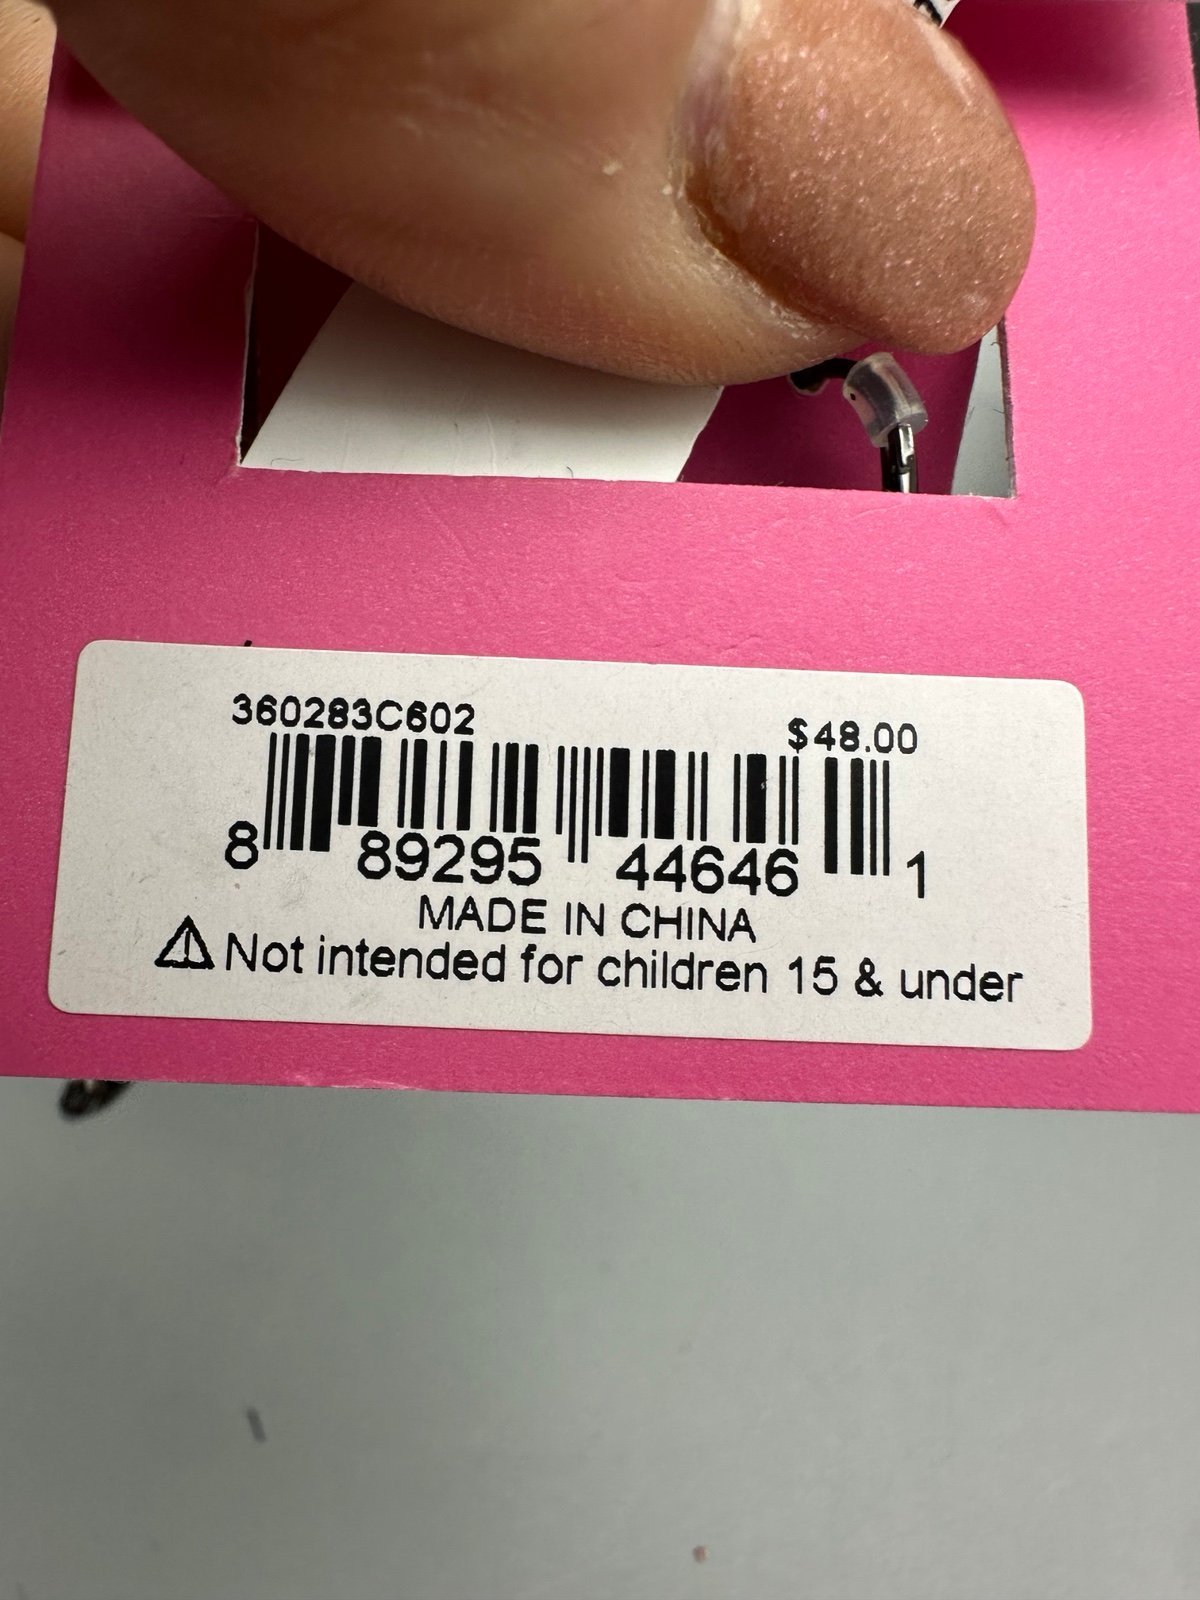 360283C602 $48.00
8 89295 44646 1
MADE IN CHINA
⚠ Not intended for children 15 & under